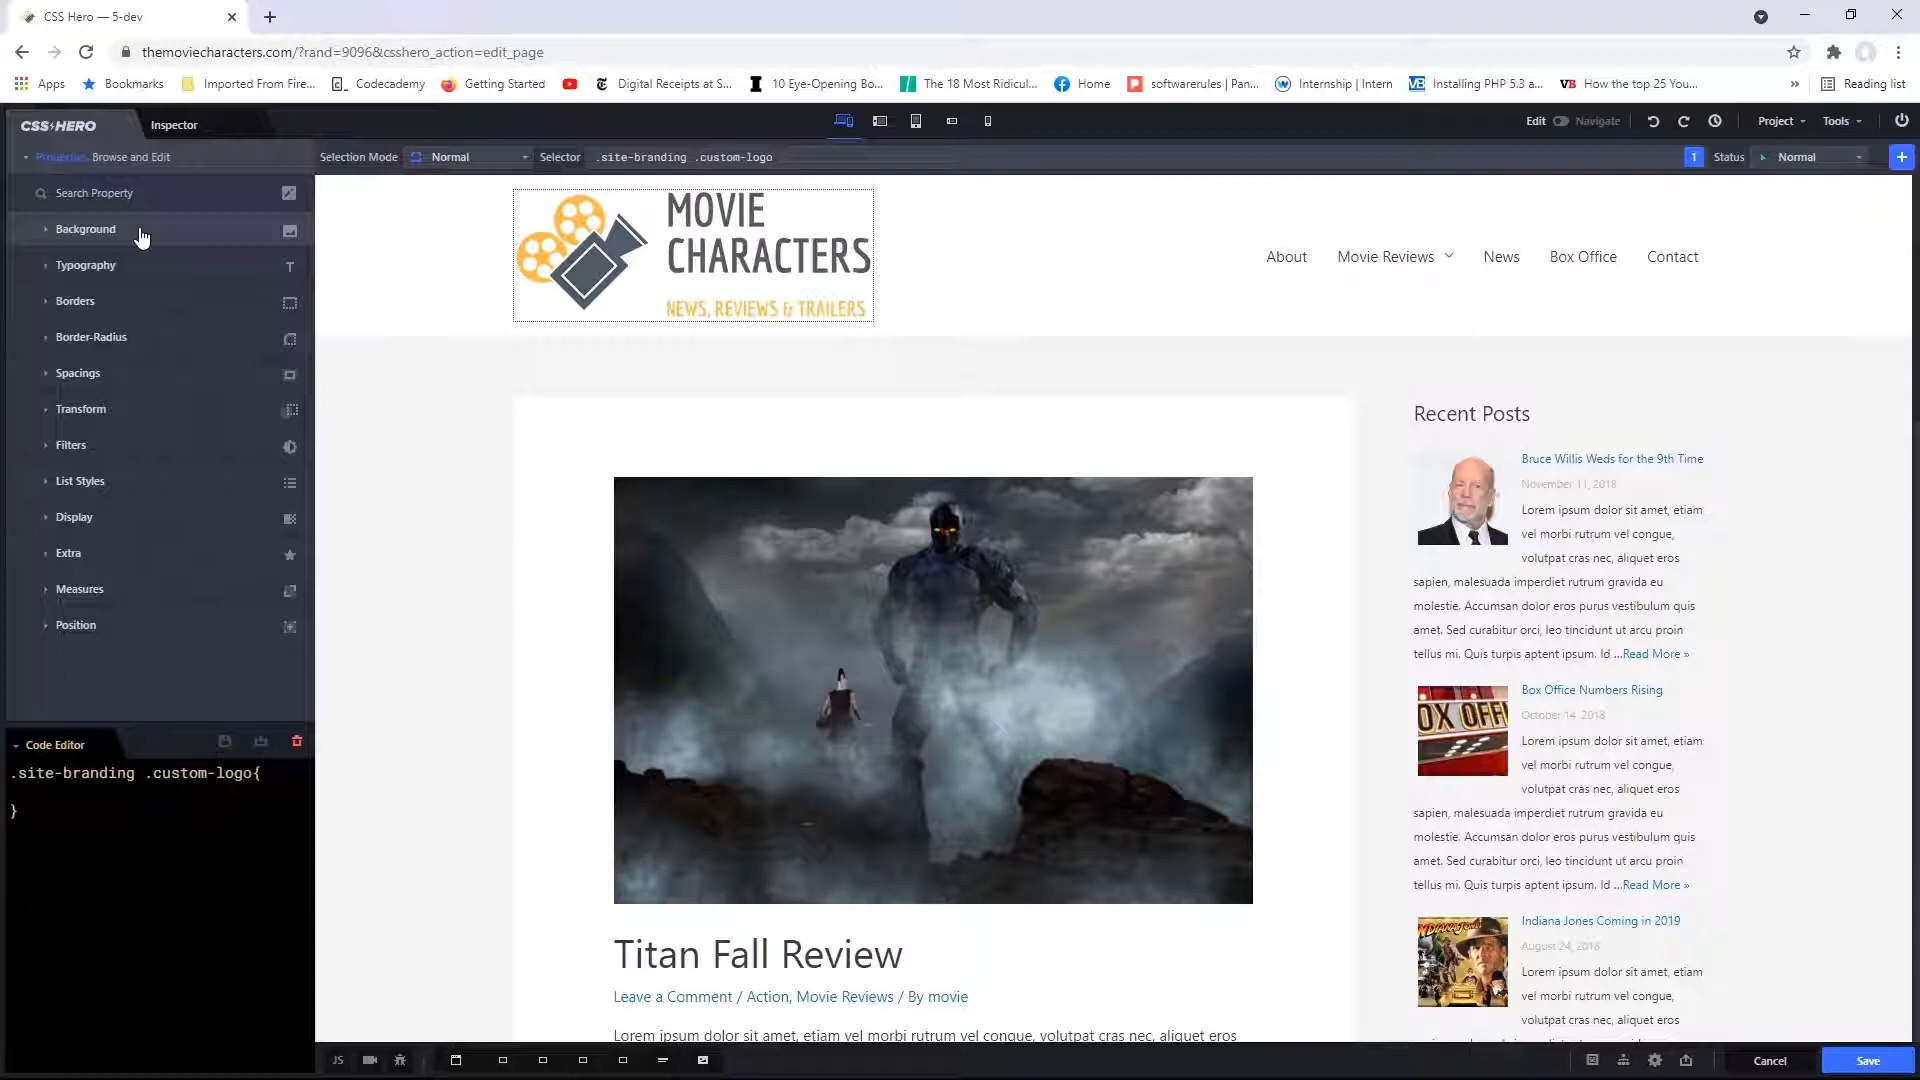 CSS Hero — 5-dev
themoviecharacters.com/?rand=9096&csshero_action=edit_page
Apps
Bookmarks
Imported From Fire...
Codecademy
Getting Started
Digital Receipts at S...
10 Eye-Opening Bo...
The 18 Most Ridicul...
Home
softwarerules | Pan...
Internship | Intern
Installing PHP 5.3 a...
How the top 25 You...
»
Reading list
CSS HERO
Inspector
Edit
Navigate
Project
Tools
Properties Browse and Edit
Selection Mode
Normal
Selector
.site-branding .custom-logo
1
Status
Normal
+
Search Property
Background
Typography
Borders
Border-Radius
Spacings
Transform
Filters
List Styles
Display
Extra
Measures
Position
Code Editor
.site-branding .custom-logo{
}
MOVIE
CHARACTERS
NEWS, REVIEWS & TRAILERS
About
Movie Reviews
News
Box Office
Contact
Titan Fall Review
Leave a Comment / Action, Movie Reviews / By movie
Lorem ipsum dolor sit amet, etiam vel morbi rutrum vel congue, volutpat cras nec, aliquet eros
Recent Posts
Bruce Willis Weds for the 9th Time
November 11, 2018
Lorem ipsum dolor sit amet, etiam
vel morbi rutrum vel congue,
volutpat cras nec, aliquet eros
sapien, malesuada imperdiet rutrum gravida eu
molestie. Accumsan dolor eros purus vestibulum quis
amet. Sed curabitur orci, leo tincidunt ut arcu proin
tellus mi. Quis turpis aptent ipsum. Id ...Read More »
OX OFFI
Box Office Numbers Rising
October 14, 2018
Lorem ipsum dolor sit amet, etiam
vel morbi rutrum vel congue,
volutpat cras nec, aliquet eros
sapien, malesuada imperdiet rutrum gravida eu
molestie. Accumsan dolor eros purus vestibulum quis
amet. Sed curabitur orci, leo tincidunt ut arcu proin
tellus mi. Quis turpis aptent ipsum. Id ...Read More »
INDIANA JONES
Indiana Jones Coming in 2019
August 24, 2018
Lorem ipsum dolor sit amet, etiam
vel morbi rutrum vel congue,
volutpat cras nec, aliquet eros
JS
Cancel
Save